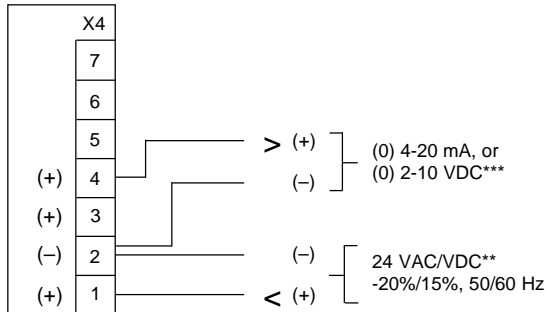 X4
7
6
5
> (+)
(0) 4-20 mA, or
(+) 4
(–)
(0) 2-10 VDC***
(+) 3
(–) 2
(–)
24 VAC/VDC**
-20%/15%, 50/60 Hz
(+) 1
< (+)